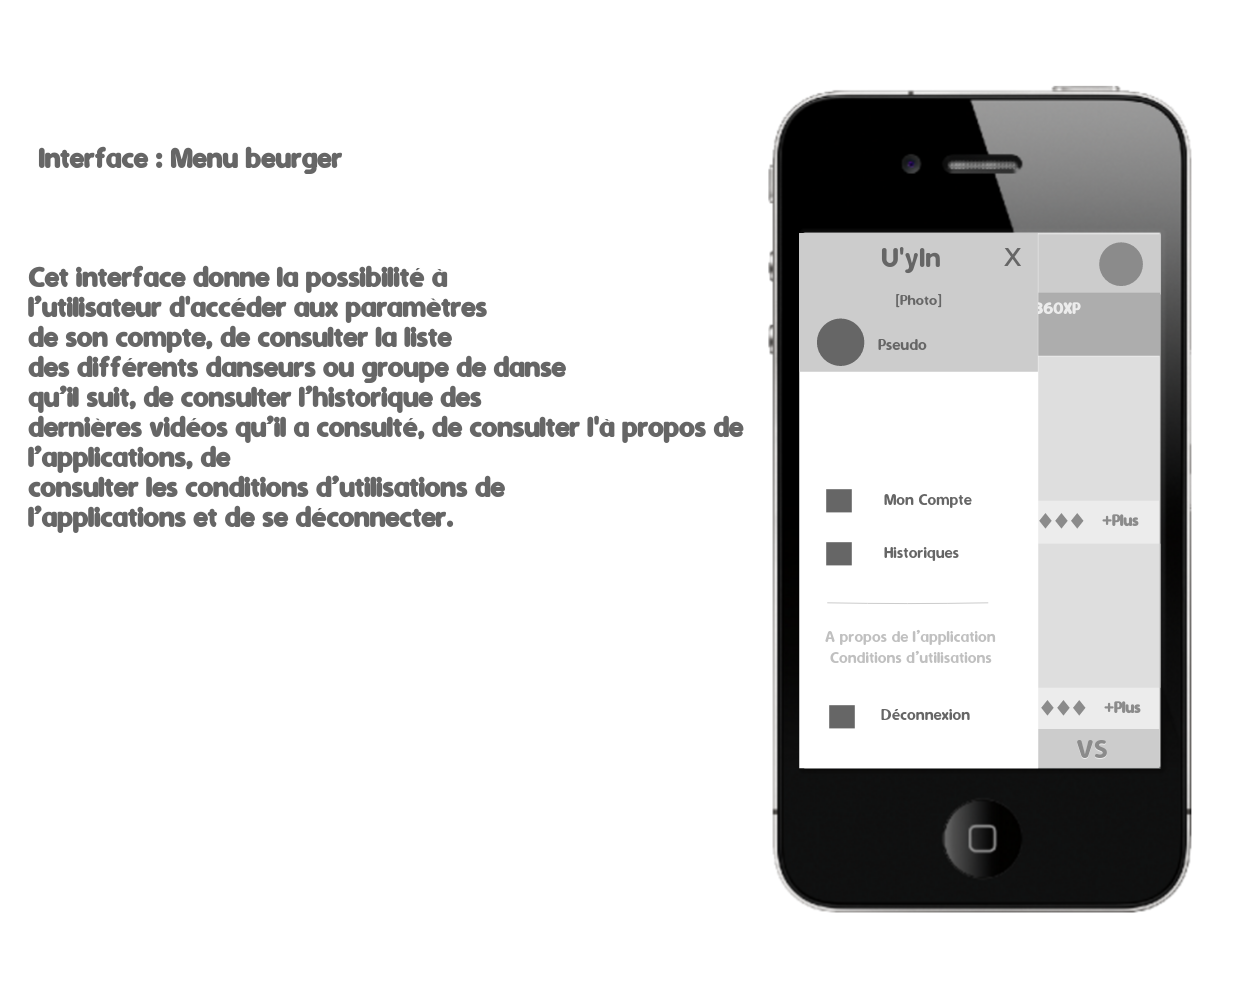 Interface : Menu beurger
Cet interface donne la possibilité à
l’utilisateur d'accéder aux paramètres
de son compte, de consulter la liste
des différents danseurs ou groupe de danse
qu’il suit, de consulter l’historique des
dernières vidéos qu’il a consulté, de consulter l'à propos de
l’applications, de
consulter les conditions d’utilisations de
l’applications et de se déconnecter.
U'yIn X
[Photo]
Pseudo
360XP
Mon Compte
+Plus
Historiques
A propos de l’application
Conditions d’utilisations
Déconnexion
+Plus
VS